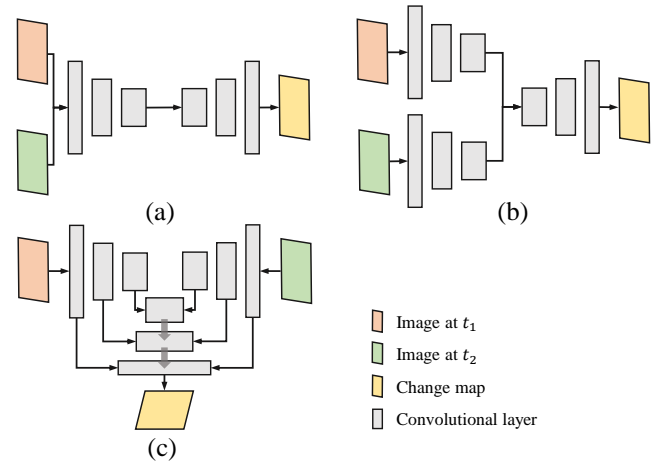 (a)
(b)
(c)
Image at t₁
Image at t₂
Change map
Convolutional layer